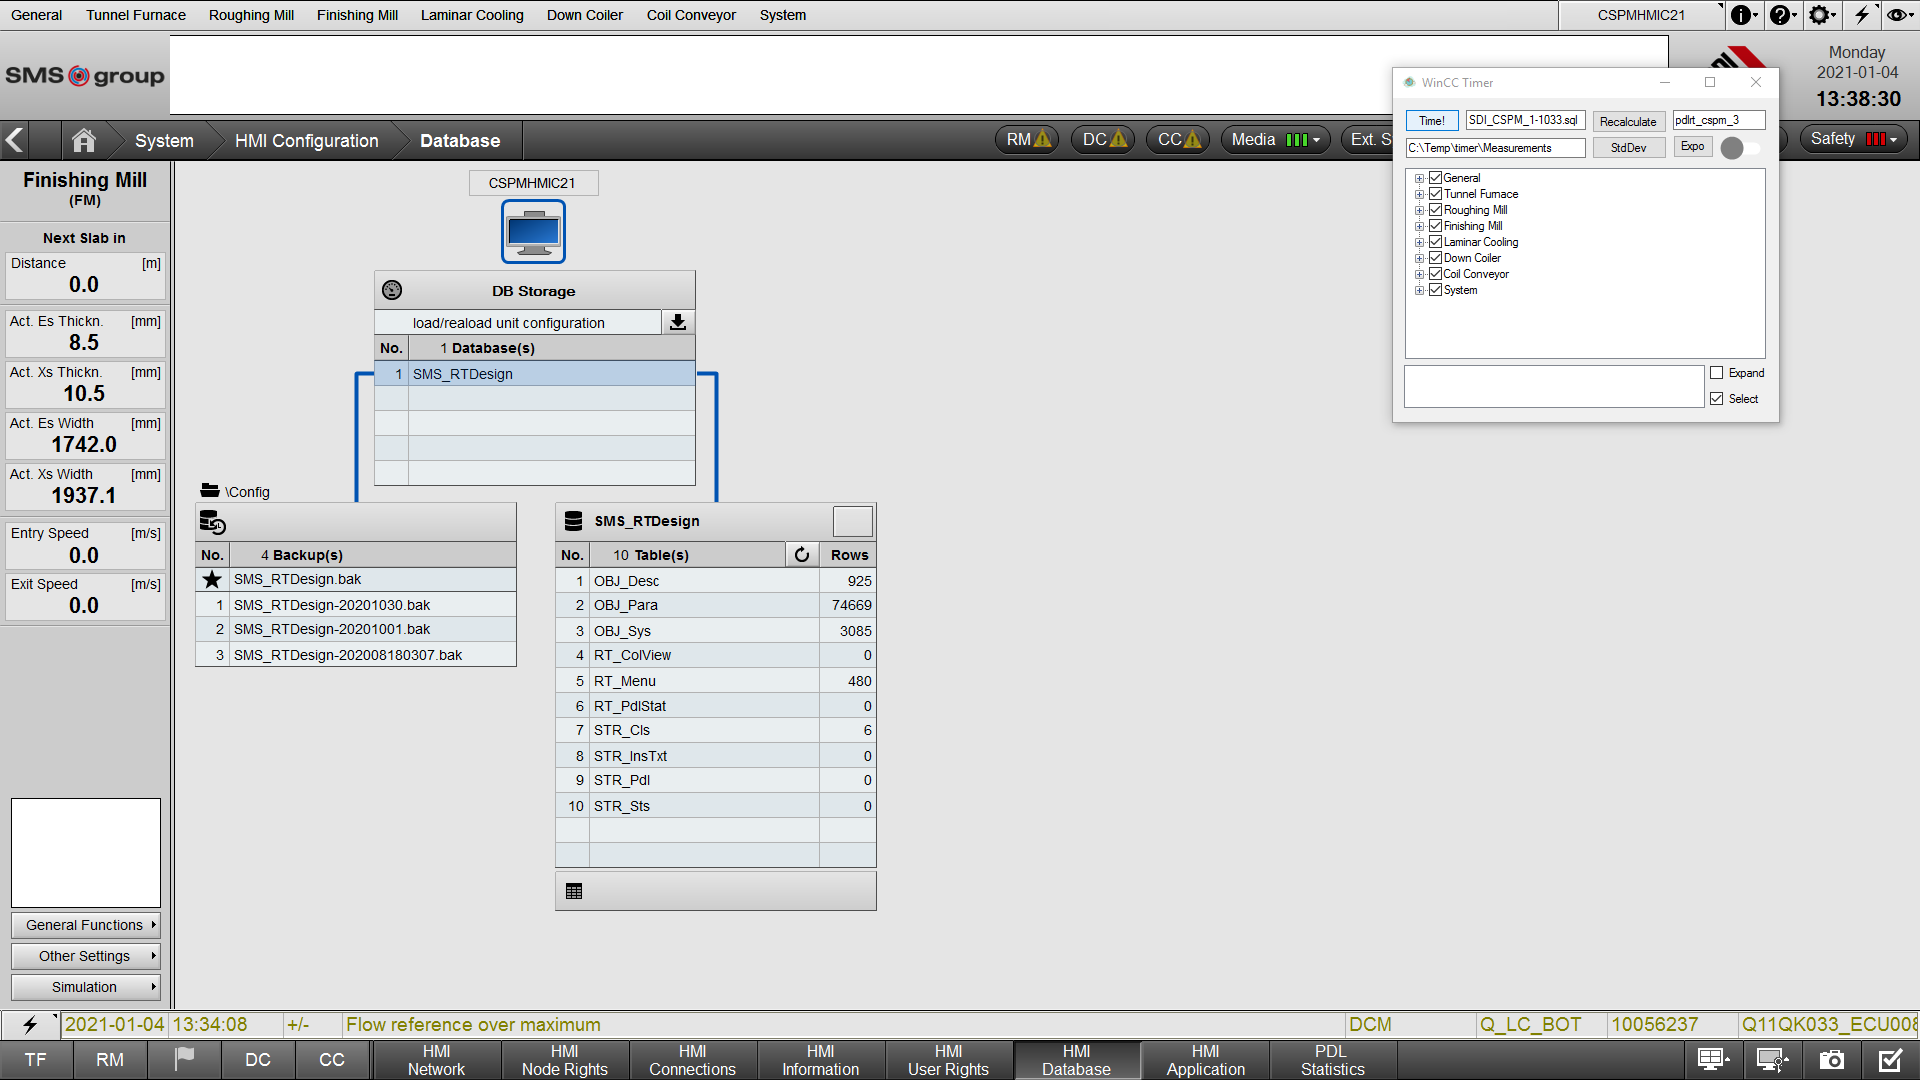 General Tunnel Furnace Roughing Mill Finishing Mill Laminar Cooling Down Coiler Coil Conveyor System CSPMHMIC21
SMS group
Monday
2021-01-04
13:38:30
System HMI Configuration Database RM DC CC Media Ext. S Safety
WinCC Timer
Time! SDI_CSPM_1-1033.sql Recalculate pdlrt_cspm_3
C:\Temp\timer\Measurements StdDev Expo
General
Tunnel Furnace
Roughing Mill
Finishing Mill
Laminar Cooling
Down Coiler
Coil Conveyor
System
Expand
Select
Finishing Mill
(FM)
Next Slab in
Distance [m]
0.0
Act. Es Thickn. [mm]
8.5
Act. Xs Thickn. [mm]
10.5
Act. Es Width [mm]
1742.0
Act. Xs Width [mm]
1937.1
Entry Speed [m/s]
0.0
Exit Speed [m/s]
0.0
General Functions
Other Settings
Simulation
CSPMHMIC21
DB Storage
load/reaload unit configuration
No. 1 Database(s)
1 SMS_RTDesign
\Config
No. 4 Backup(s)
SMS_RTDesign.bak
1 SMS_RTDesign-20201030.bak
2 SMS_RTDesign-20201001.bak
3 SMS_RTDesign-202008180307.bak
SMS_RTDesign
No. 10 Table(s) Rows
1 OBJ_Desc 925
2 OBJ_Para 74669
3 OBJ_Sys 3085
4 RT_ColView 0
5 RT_Menu 480
6 RT_PdlStat 0
7 STR_Cls 6
8 STR_InsTxt 0
9 STR_Pdl 0
10 STR_Sts 0
2021-01-04 13:34:08 +/- Flow reference over maximum DCM Q_LC_BOT 10056237 Q11QK033_ECU008
TF RM DC CC HMI Network HMI Node Rights HMI Connections HMI Information HMI User Rights HMI Database HMI Application PDL Statistics